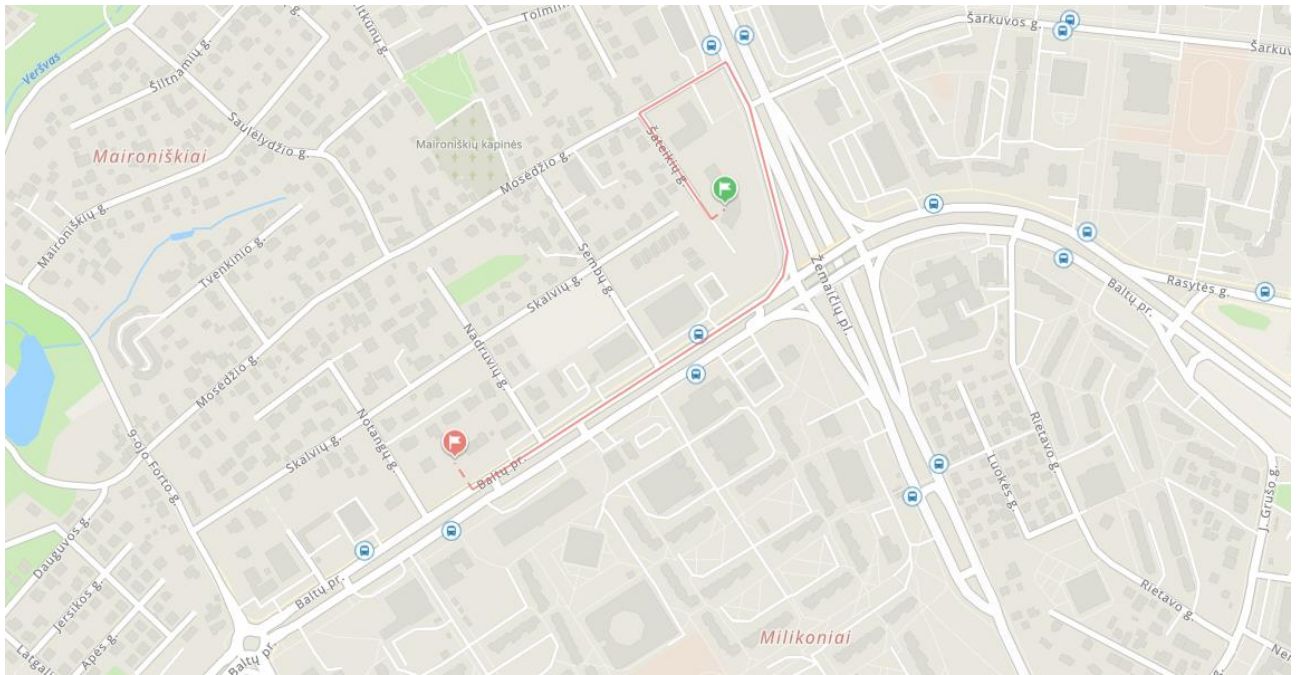 Tolmin
Šarkuvos g.
Šarkuv
itkūnų g.
Veršvas
Šiltnamių g.
Saulėlydžio g.
Maironiškių kapinės
Šateikių g.
Maironiškiai
Mosėdžio g.
Maironiškių g.
Tvenkinio g.
Sembų g.
Skalvių g.
Žemaičių pl.
Rasytės g.
Baltų pr.
Nadruvių g.
Mosėdžio g.
Notangų g.
Skalvių g.
9-ojo Forto g.
Baltų pr.
Rietavo g.
Luokės g.
J. Grušo g.
Dauguvos g.
Jersikos g.
Apės g.
Latgal
Baltų pr.
Baltų pr.
Rietavo g.
Milikoniai
Ner